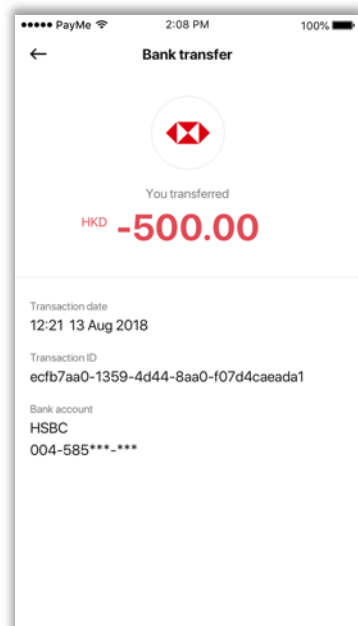 PayMe 2:08 PM 100%
Bank transfer
You transferred
HKD -500.00
Transaction date
12:21 13 Aug 2018
Transaction ID
ecfb7aa0-1359-4d44-8aa0-f07d4caeada1
Bank account
HSBC
004-585***-***